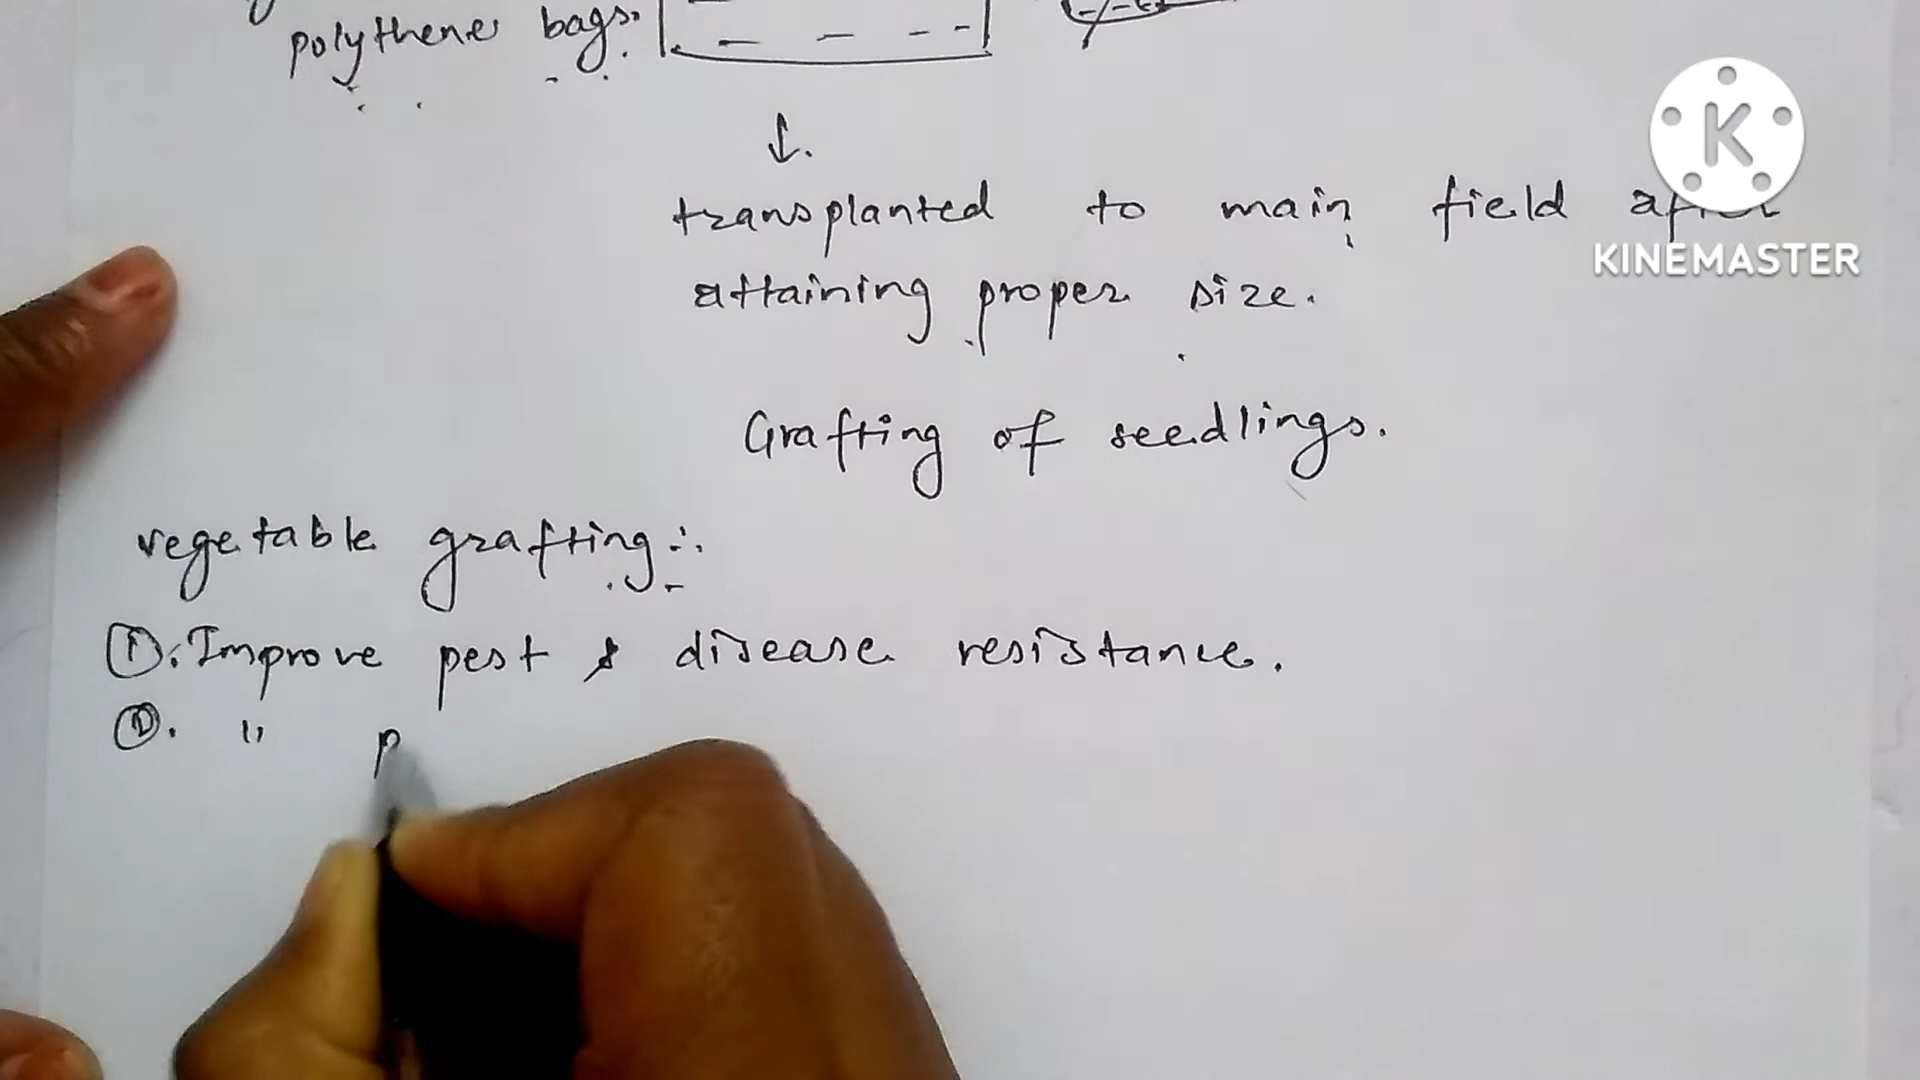 polythene bags.
↓.
transplanted to main field after
attaining proper size.
Grafting of seedlings.
vegetable grafting :-
①. Improve pest & disease resistance.
②. " p
K
KINEMASTER